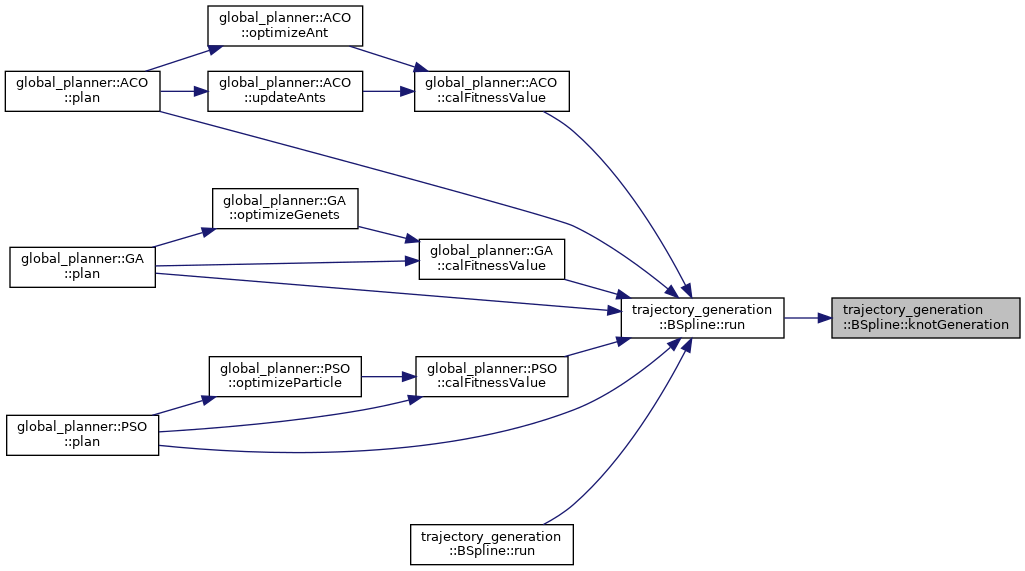 global_planner::ACO
::optimizeAnt
global_planner::ACO
::plan
global_planner::ACO
::updateAnts
global_planner::ACO
::calFitnessValue
global_planner::GA
::optimizeGenets
global_planner::GA
::plan
global_planner::GA
::calFitnessValue
trajectory_generation
::BSpline::run
trajectory_generation
::BSpline::knotGeneration
global_planner::PSO
::optimizeParticle
global_planner::PSO
::calFitnessValue
global_planner::PSO
::plan
trajectory_generation
::BSpline::run